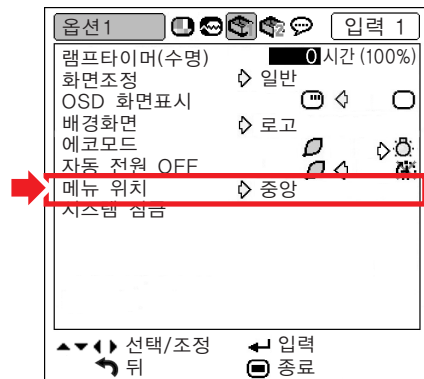 옵션1 입력 1
램프타이머(수명) 0 시간 (100%)
화면조정 일반
OSD 화면표시
배경화면 로고
에코모드
자동 전원 OFF
메뉴 위치 중앙
시스템 잠금
선택/조정 입력
뒤 종료